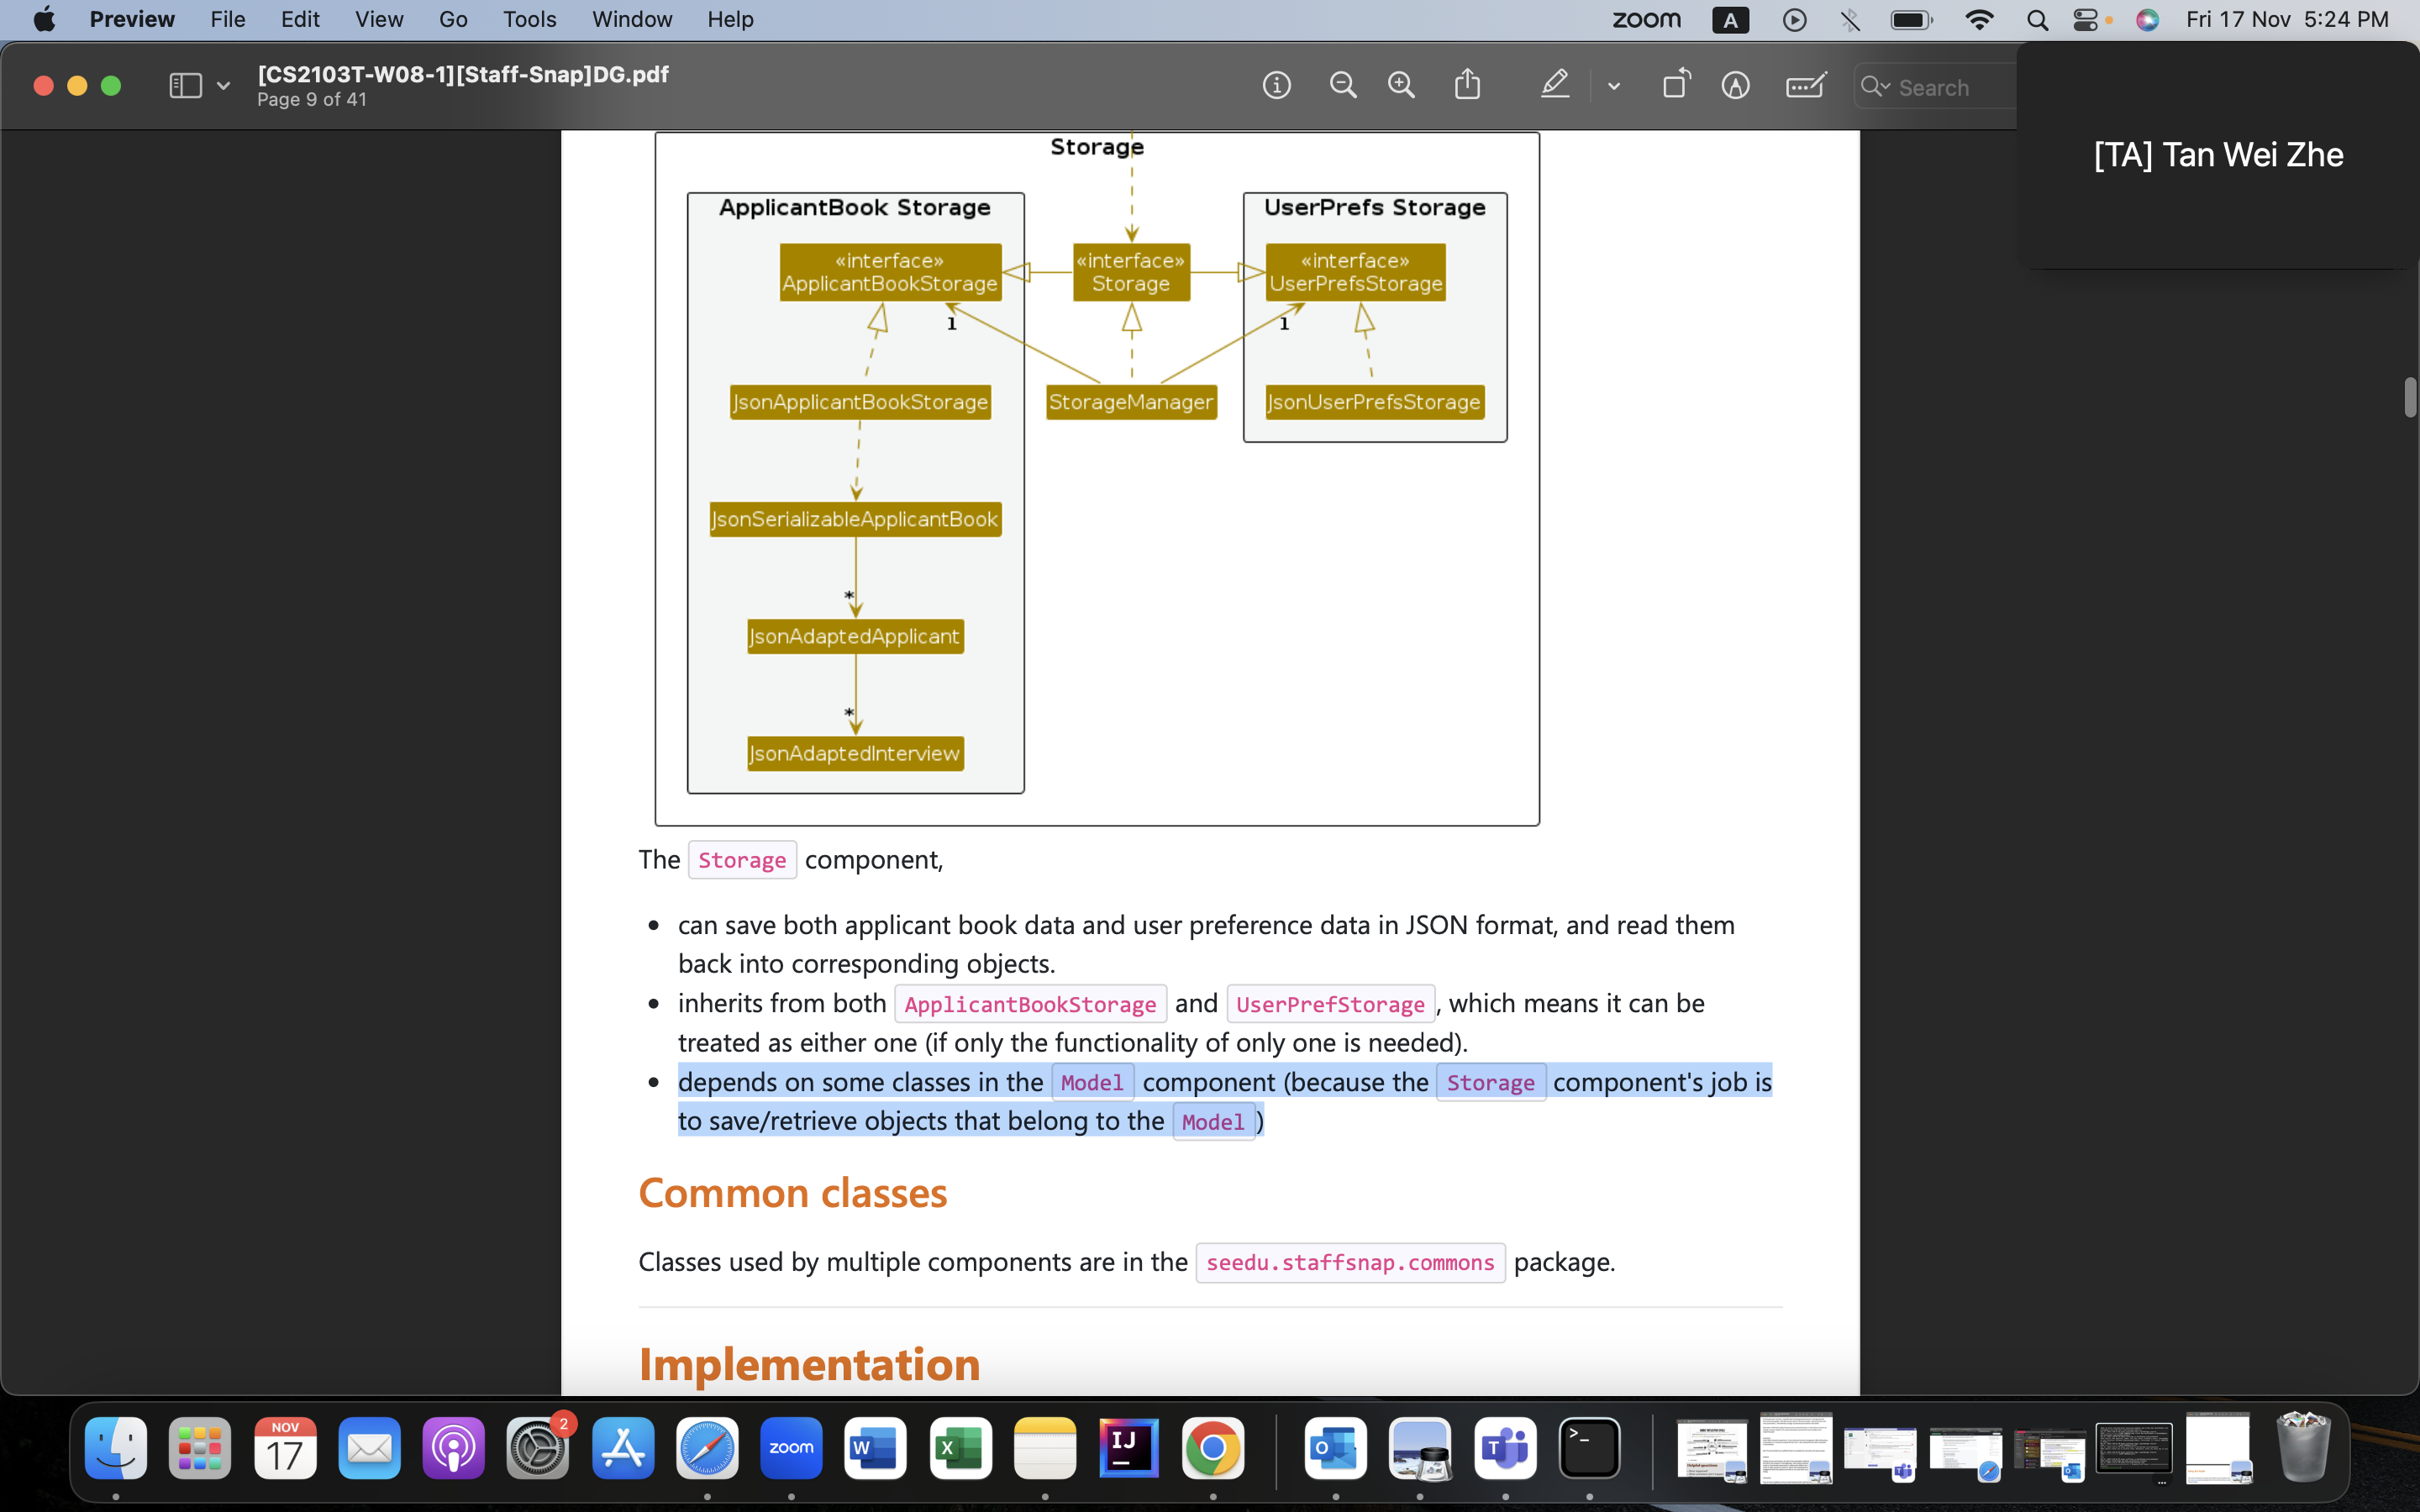 Preview File Edit View Go Tools Window Help zoom A Fri 17 Nov 5:24 PM
[CS2103T-W08-1][Staff-Snap]DG.pdf
Page 9 of 41
Search
[TA] Tan Wei Zhe
Storage
ApplicantBook Storage
UserPrefs Storage
«interface»
ApplicantBookStorage
«interface»
Storage
«interface»
UserPrefsStorage
1
1
JsonApplicantBookStorage
StorageManager
JsonUserPrefsStorage
JsonSerializableApplicantBook
*
JsonAdaptedApplicant
*
JsonAdaptedInterview
The Storage component,
• can save both applicant book data and user preference data in JSON format, and read them
back into corresponding objects.
• inherits from both ApplicantBookStorage and UserPrefStorage, which means it can be
treated as either one (if only the functionality of only one is needed).
• depends on some classes in the Model component (because the Storage component's job is
to save/retrieve objects that belong to the Model)
Common classes
Classes used by multiple components are in the seedu.staffsnap.commons package.
Implementation
NOV
17
2
zoom
W
X
IJ
O
T
>_